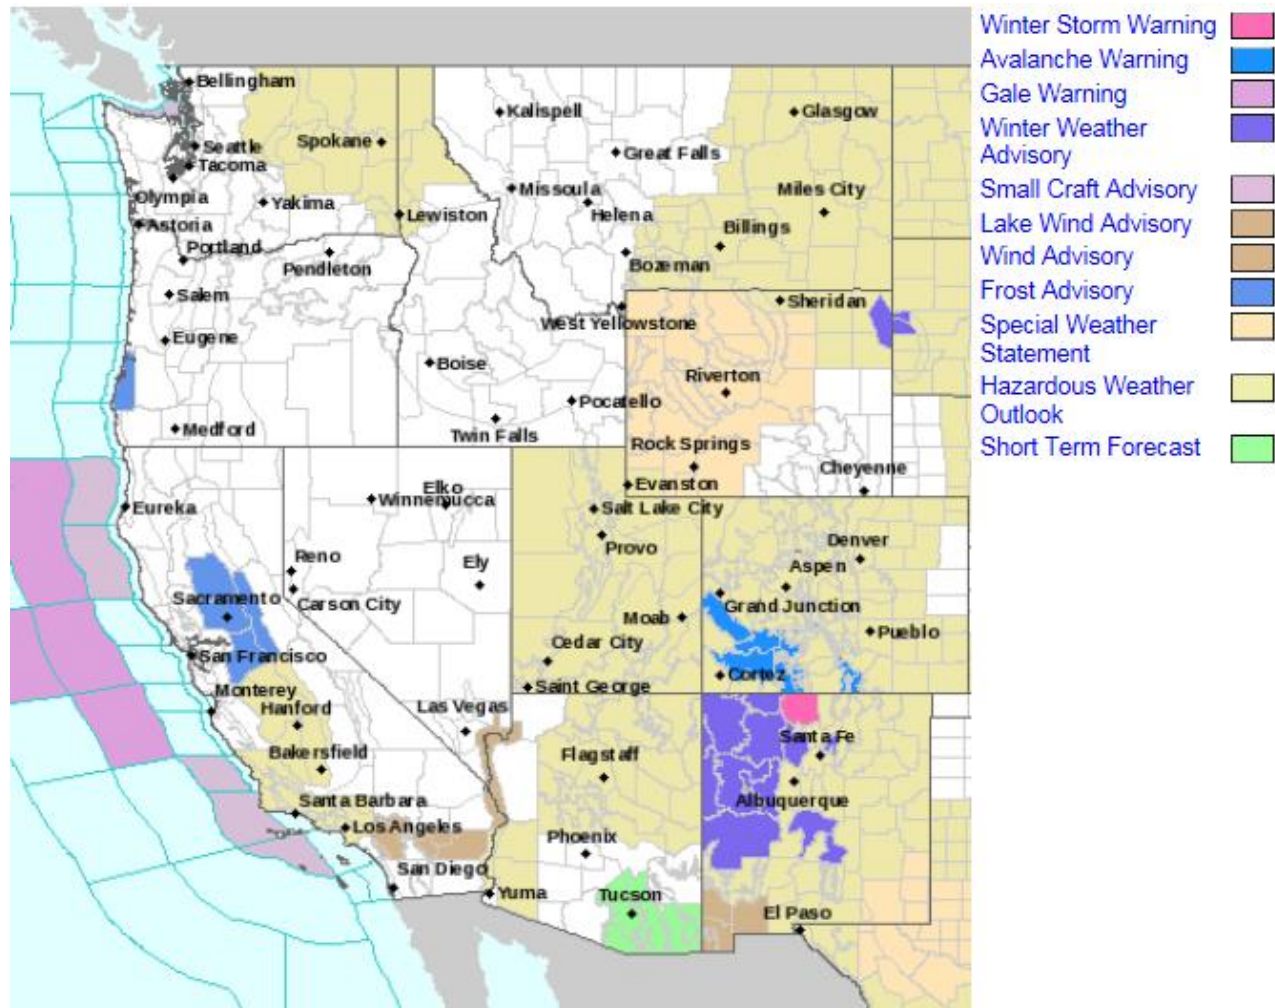 Winter Storm Warning
Avalanche Warning
Gale Warning
Winter Weather
Advisory
Small Craft Advisory
Lake Wind Advisory
Wind Advisory
Frost Advisory
Special Weather
Statement
Hazardous Weather
Outlook
Short Term Forecast
Bellingham
Kalispell
Glasgow
Seattle
Spokane
Great Falls
Tacoma
Olympia
Yakima
Lewiston
Missoula
Helena
Miles City
Astoria
Portland
Pendleton
Billings
Bozeman
Salem
Sheridan
West Yellowstone
Eugene
Boise
Riverton
Pocatello
Medford
Twin Falls
Rock Springs
Cheyenne
Evanston
Elko
Winnemucca
Eureka
Salt Lake City
Provo
Denver
Reno
Ely
Aspen
Sacramento
Carson City
Grand Junction
Moab
Pueblo
Cedar City
San Francisco
Cortez
Saint George
Monterey
Hanford
Las Vegas
Santa Fe
Bakersfield
Flagstaff
Albuquerque
Santa Barbara
Los Angeles
Phoenix
San Diego
Yuma
Tucson
El Paso